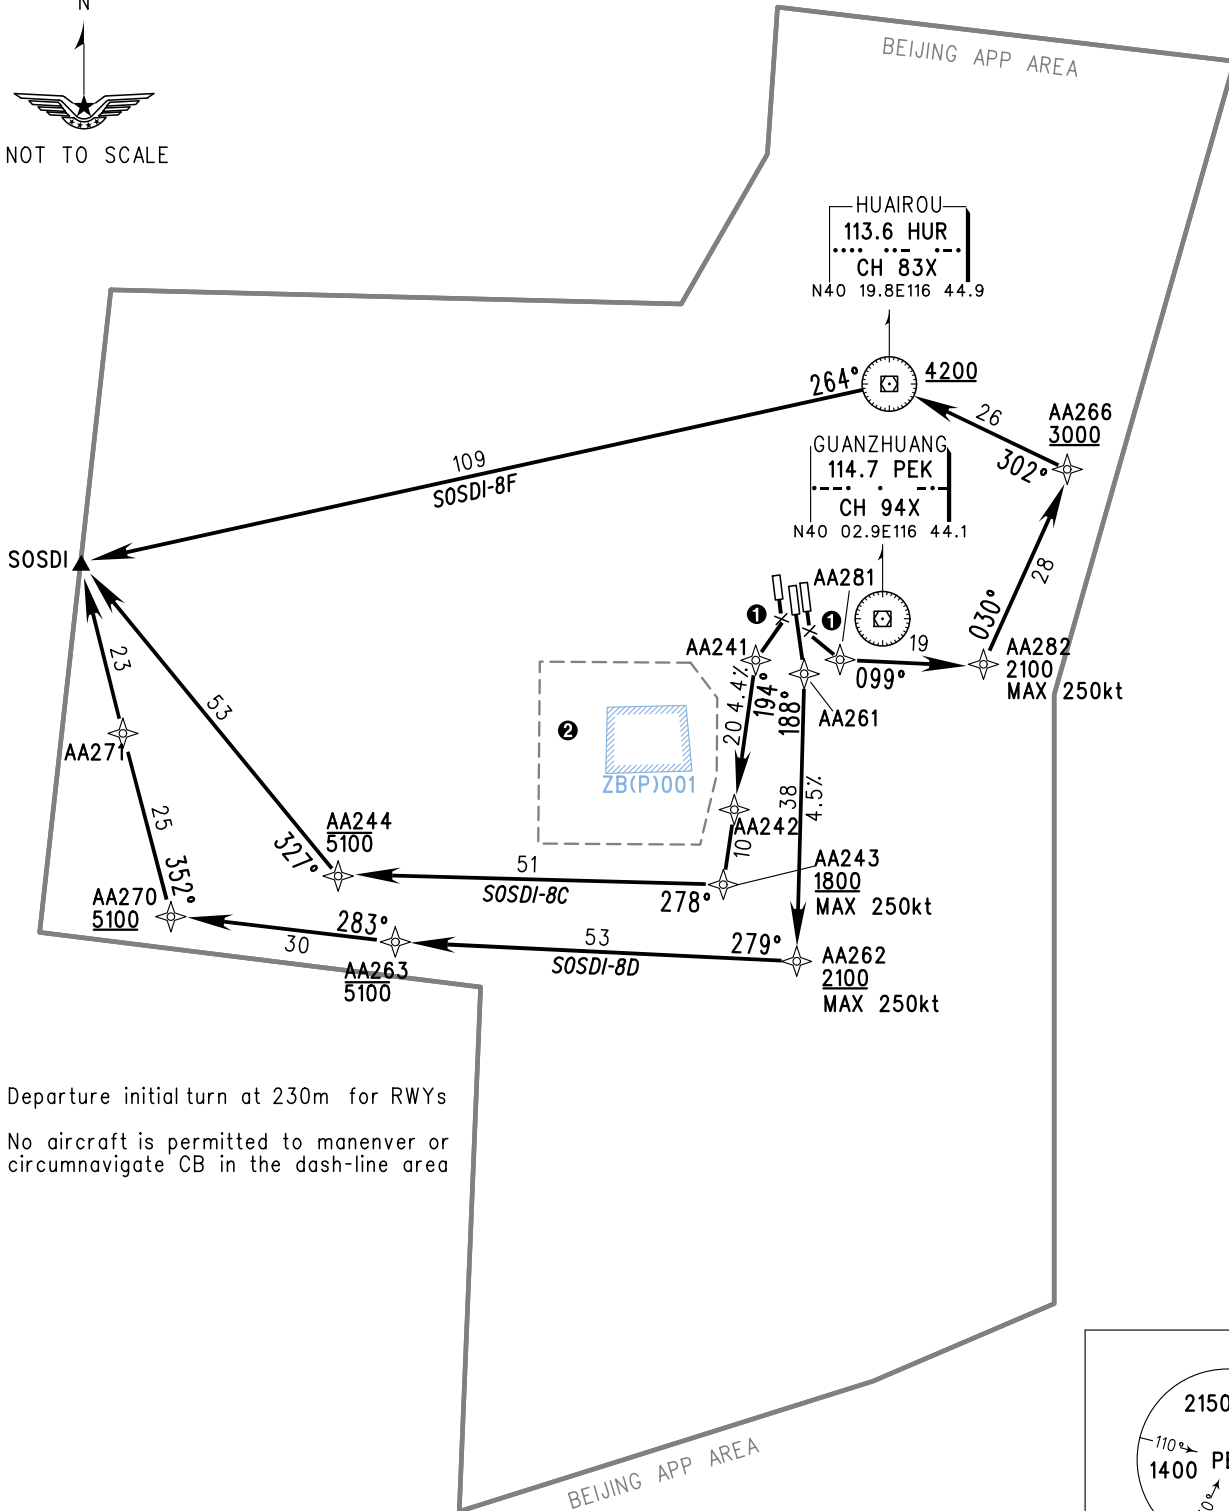 N
NOT TO SCALE
BEIJING APP AREA
HUAIROU
113.6 HUR
CH 83X
N40 19.8E116 44.9
264°
4200
26
AA266
3000
302°
109
SOSDI-8F
GUANZHUANG
114.7 PEK
CH 94X
N40 02.9E116 44.1
SOSDI
28
030°
AA281
❶
❶
19
AA241
099°
AA282
2100
MAX 250kt
23
20 4.4%
194°
188°
AA261
53
❷
AA271
ZB(P)001
38
4.5%
25
AA242
10
AA244
5100
327°
352°
51
SOSDI-8C
278°
AA243
1800
MAX 250kt
AA270
5100
283°
30
53
SOSDI-8D
279°
AA262
2100
MAX 250kt
AA263
5100
Departure initial turn at 230m for RWYs
No aircraft is permitted to manenver or
circumnavigate CB in the dash-line area
BEIJING APP AREA
2150
110°
1400